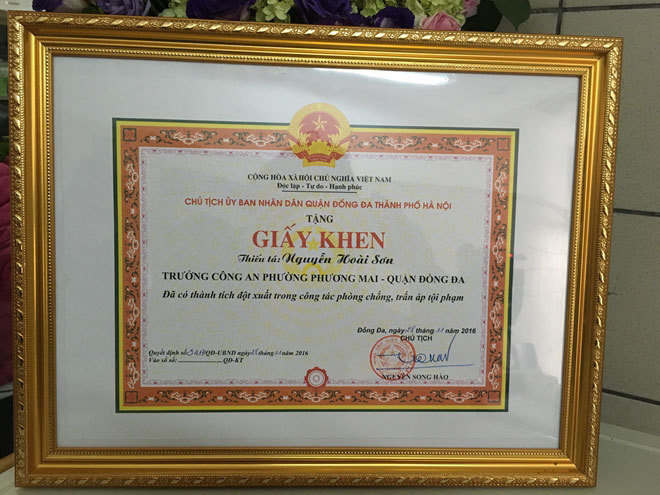 CỘNG HÒA XÃ HỘI CHỦ NGHĨA VIỆT NAM
Độc lập - Tự do - Hạnh phúc
CHỦ TỊCH ỦY BAN NHÂN DÂN QUẬN ĐỐNG ĐA THÀNH PHỐ HÀ NỘI
TẶNG
GIẤY KHEN
Thiếu tá: Nguyễn Hoài Sơn
TRƯỞNG CÔNG AN PHƯỜNG PHƯƠNG MAI - QUẬN ĐỐNG ĐA
Đã có thành tích đột xuất trong công tác phòng chống, trấn áp tội phạm
Đống Đa, ngày 28 tháng 11 năm 2016
CHỦ TỊCH
Quyết định số: QĐ-UBND ngày 28 tháng 11 năm 2016
Vào sổ số: ........................QĐ-KT
NGUYỄN SONG HÀO